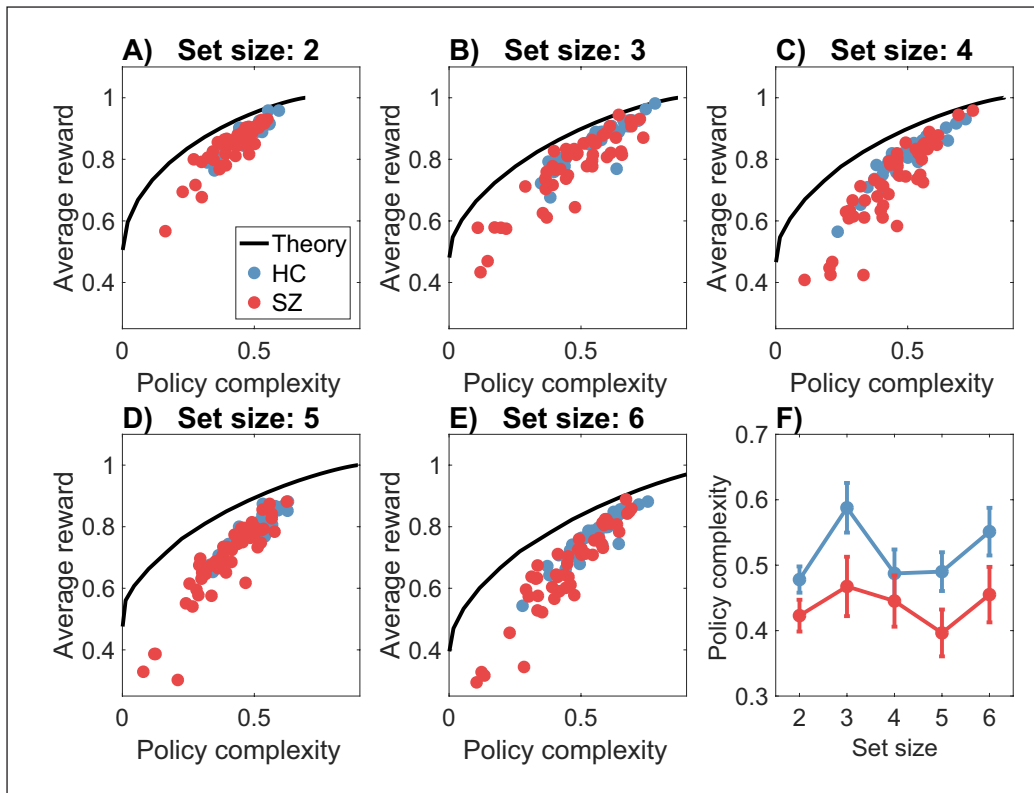 A) Set size: 2
B) Set size: 3
C) Set size: 4
Average reward
1
0.8
0.6
0.4
0
0.5
Policy complexity
Theory
HC
SZ
Average reward
1
0.8
0.6
0.4
0
0.5
Policy complexity
Average reward
1
0.8
0.6
0.4
0
0.5
Policy complexity
D) Set size: 5
E) Set size: 6
F)
Average reward
1
0.8
0.6
0.4
0
0.5
Policy complexity
Average reward
1
0.8
0.6
0.4
0
0.5
Policy complexity
Policy complexity
0.7
0.6
0.5
0.4
0.3
2 3 4 5 6
Set size